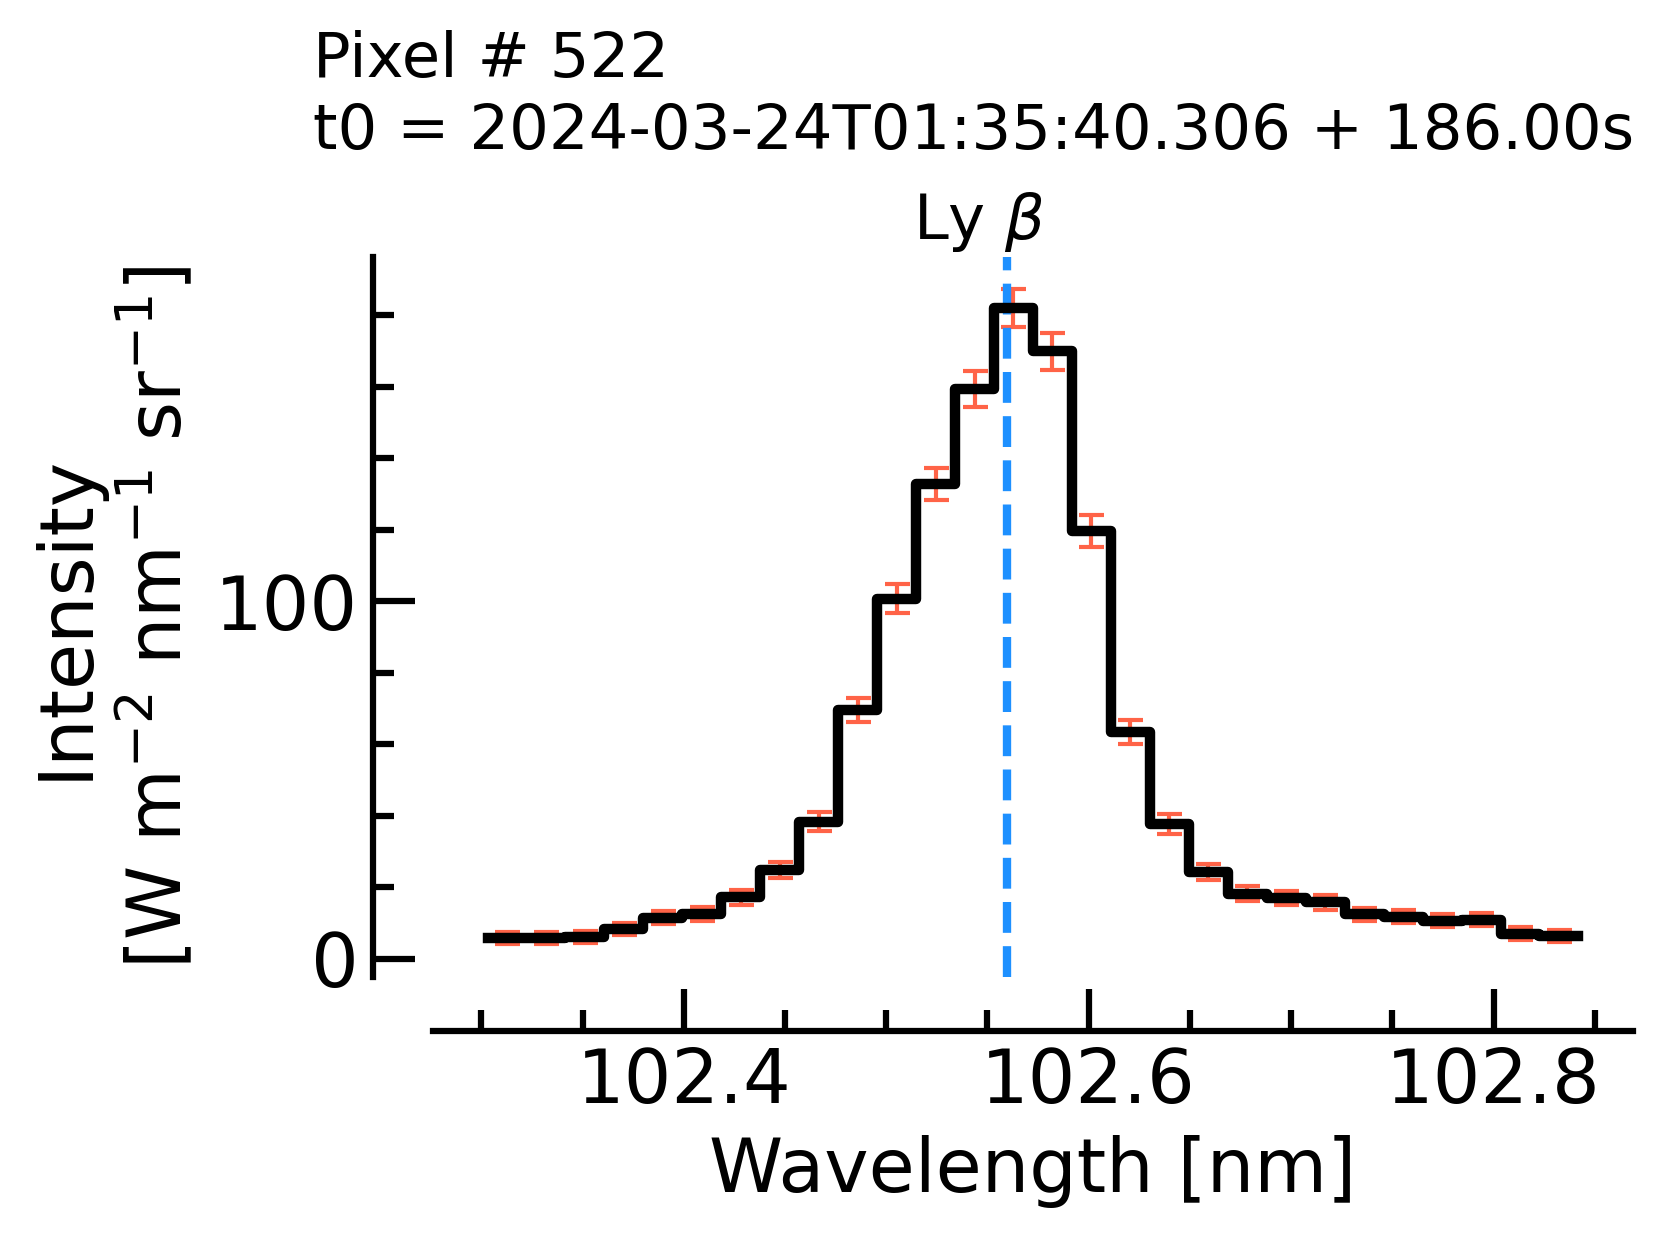 Pixel # 522
t0 = 2024-03-24T01:35:40.306 + 186.00s
Ly β
Intensity
[W m⁻² nm⁻¹ sr⁻¹]
100
0
102.4
102.6
102.8
Wavelength [nm]